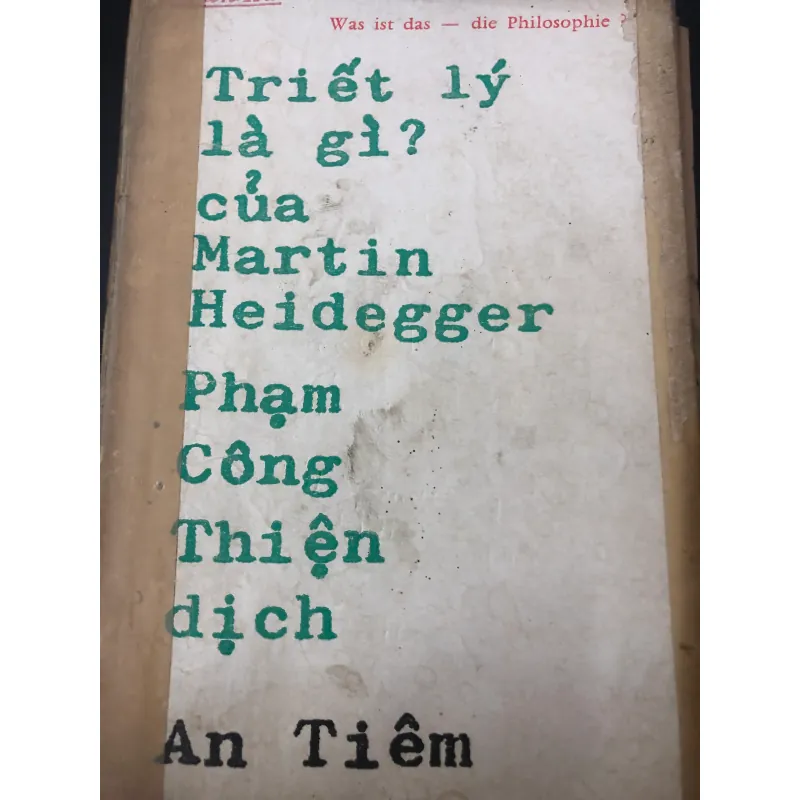 Was ist das — die Philosophie ?
Triết lý
là gì?
của
Martin
Heidegger
Phạm
Công
Thiện
dịch
An Tiêm